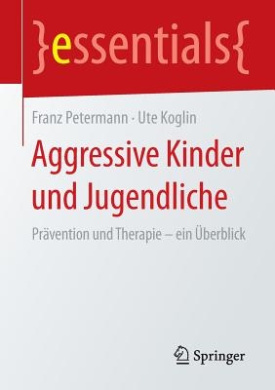 }essentials{
Franz Petermann · Ute Koglin
Aggressive Kinder
und Jugendliche
Prävention und Therapie – ein Überblick
Springer